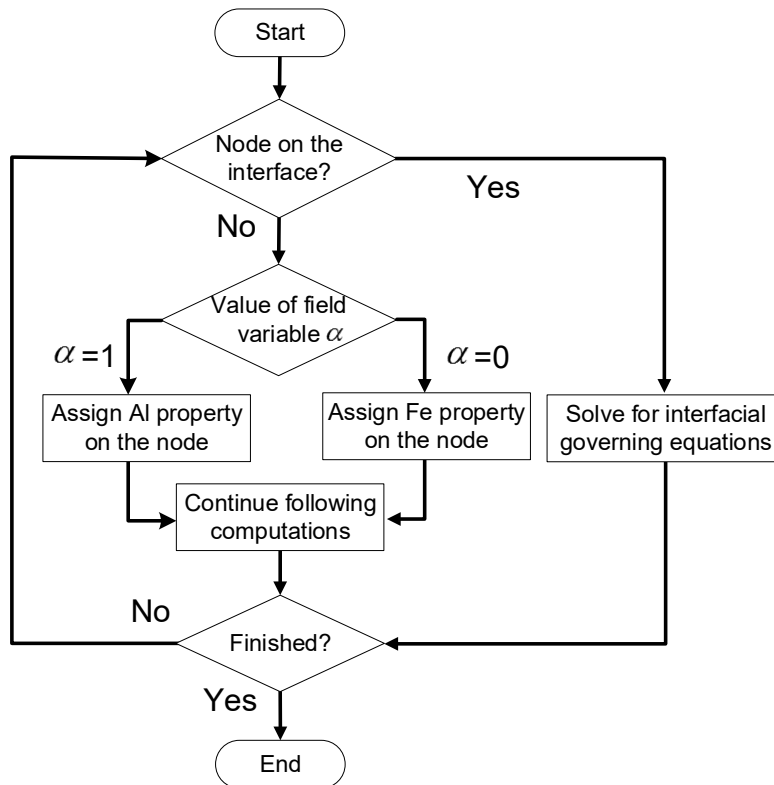 Start
Node on the
interface?
Yes
No
Value of field
variable α
α=1
α=0
Assign Al property
on the node
Assign Fe property
on the node
Solve for interfacial
governing equations
Continue following
computations
No
Finished?
Yes
End